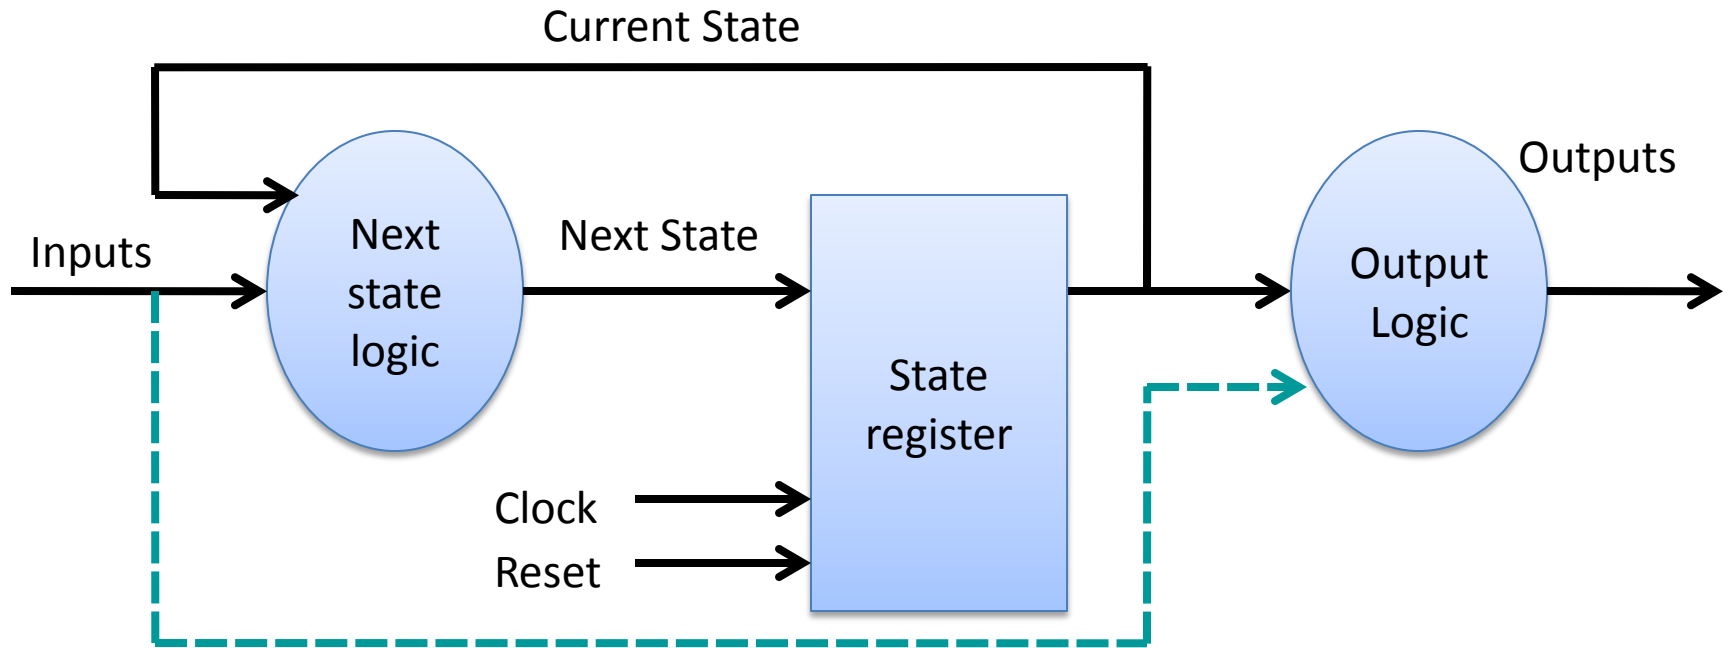 Current State
Inputs
Next
state
logic
Next State
State
register
Clock
Reset
Output
Logic
Outputs